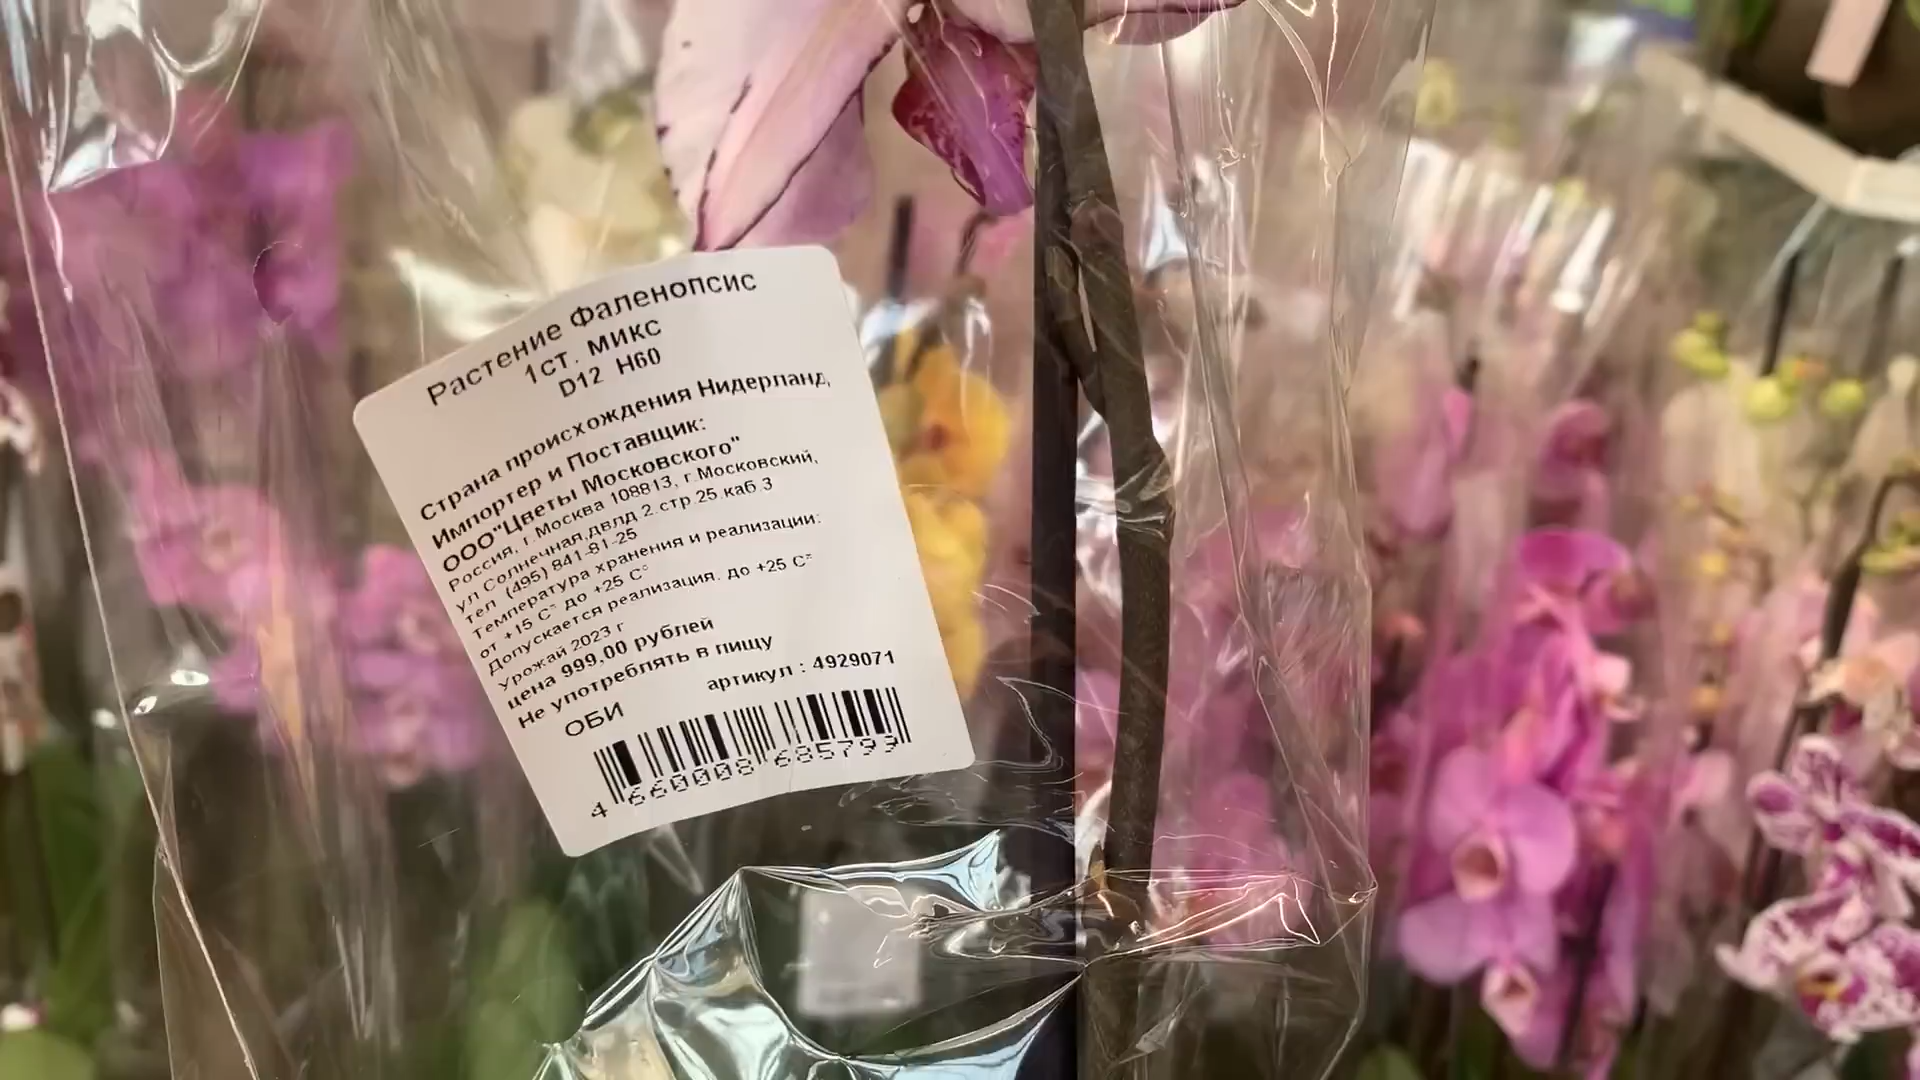 Растение Фаленопсис
1ст. микс
D12 H60
Страна происхождения Нидерланд,
Импортер и Поставщик:
ООО"Цветы Московского"
Россия, г.Москва 108813, г.Московский,
ул Солнечная,двлд 2.стр.25.каб.3
тел (495) 841-81-25
Температура хранения и реализации:
от +15 С° до +25 С°
Допускается реализация. до +25 С°
Урожай 2023 г
цена 999,00 рублей
Не употреблять в пищу
артикул : 4929071
ОБИ
4 660008 685793